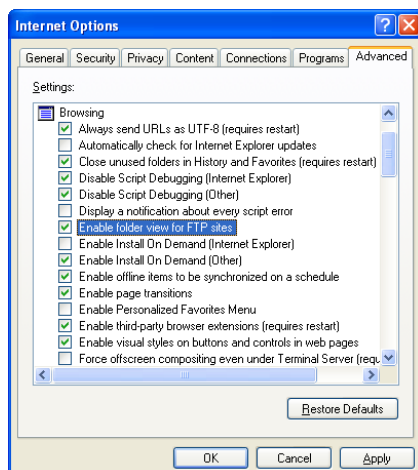 Internet Options
General Security Privacy Content Connections Programs Advanced
Settings:
Browsing
Always send URLs as UTF-8 (requires restart)
Automatically check for Internet Explorer updates
Close unused folders in History and Favorites (requires restart)
Disable Script Debugging (Internet Explorer)
Disable Script Debugging (Other)
Display a notification about every script error
Enable folder view for FTP sites
Enable Install On Demand (Internet Explorer)
Enable Install On Demand (Other)
Enable offline items to be synchronized on a schedule
Enable page transitions
Enable Personalized Favorites Menu
Enable third-party browser extensions (requires restart)
Enable visual styles on buttons and controls in web pages
Force offscreen compositing even under Terminal Server (requ
Restore Defaults
OK Cancel Apply